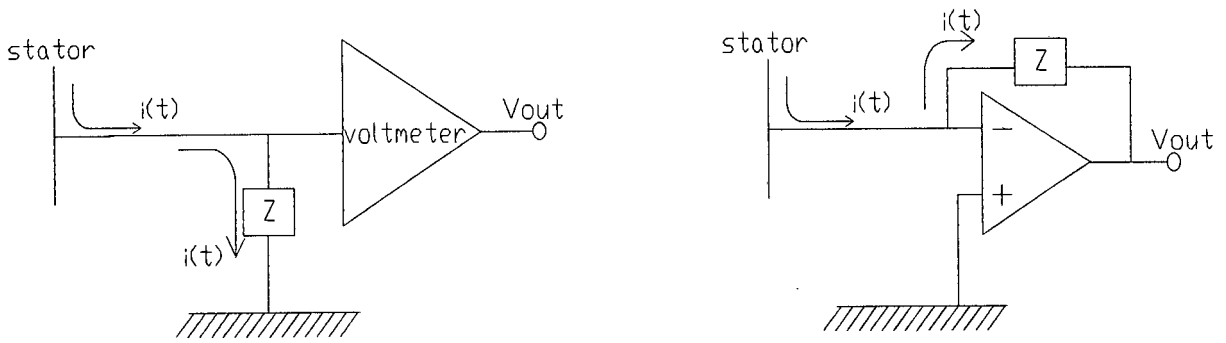 stator
i(t)
voltmeter
Vout
Z
i(t)
i(t)
stator
Z
i(t)
−
Vout
+